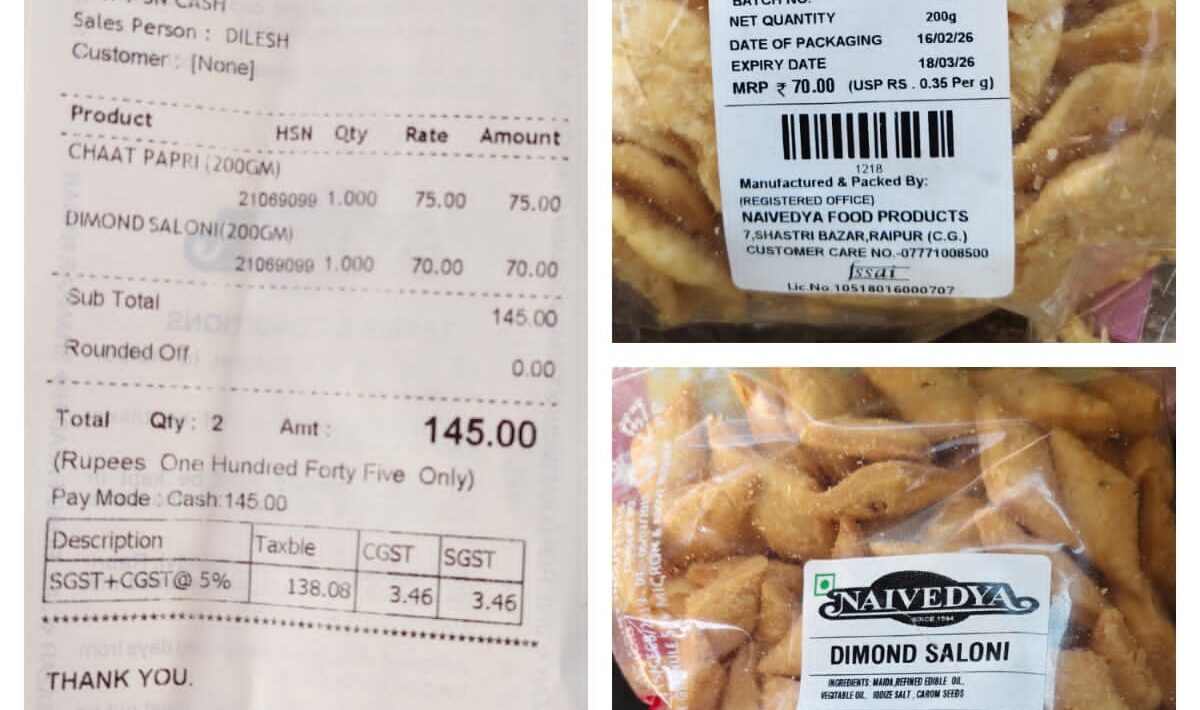 CASH
Sales Person : DILESH
Customer : [None]
Product HSN Qty Rate Amount
CHAAT PAPRI (200GM)
21069099 1.000 75.00 75.00
DIMOND SALONI(200GM)
21069099 1.000 70.00 70.00
Sub Total 145.00
Rounded Off 0.00
Total Qty : 2 Amt : 145.00
(Rupees One Hundred Forty Five Only)
Pay Mode : Cash:145.00
Description Taxble CGST SGST
SGST+CGST@ 5% 138.08 3.46 3.46
THANK YOU.
BATCH NO.
NET QUANTITY 200g
DATE OF PACKAGING 16/02/26
EXPIRY DATE 18/03/26
MRP ₹ 70.00 (USP RS . 0.35 Per g)
1218
Manufactured & Packed By:
(REGISTERED OFFICE)
NAIVEDYA FOOD PRODUCTS
7,SHASTRI BAZAR,RAIPUR (C.G.)
CUSTOMER CARE NO.-07771008500
fssai
Lic.No.10518016000707
NAIVEDYA
SINCE 1994
DIMOND SALONI
INGREDIENTS: MAIDA,REFINED EDIBLE OIL,
VEGITABLE OIL, IODIZE SALT , CAROM SEEDS
MICRON &